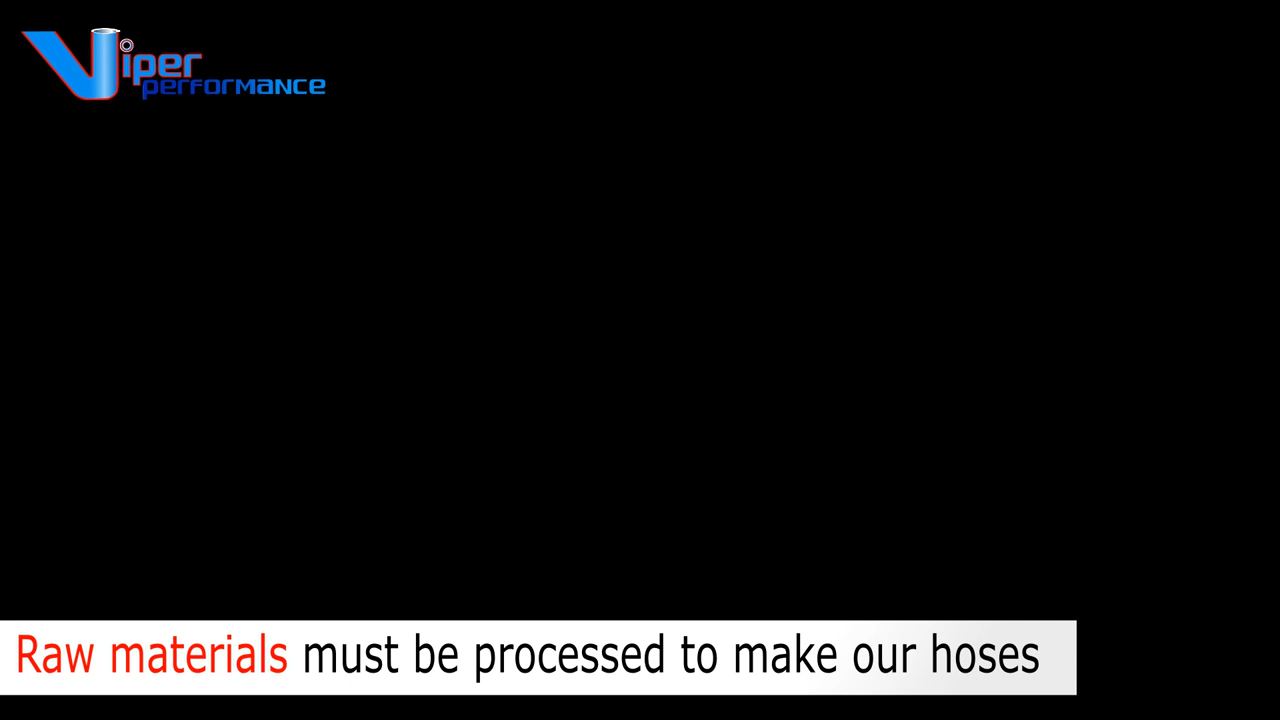 Viper
performance
Raw materials must be processed to make our hoses